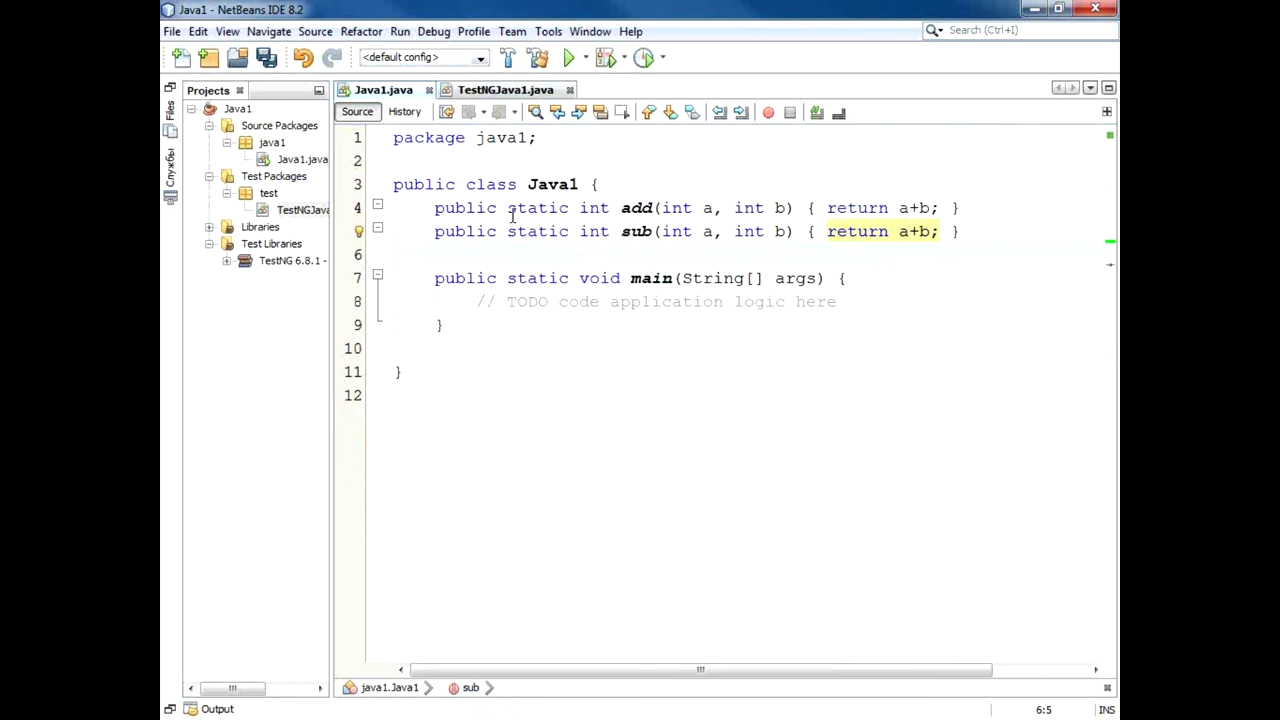 Java1 - NetBeans IDE 8.2
File Edit View Navigate Source Refactor Run Debug Profile Team Tools Window Help
Search (Ctrl+I)
<default config>
Projects
Java1.java
TestNGJava1.java
Files
Службы
Source History
Java1
Source Packages
java1
Java1.java
Test Packages
test
TestNGJava
Libraries
Test Libraries
TestNG 6.8.1 -
1 package java1;
2
3 public class Java1 {
4 public static int add(int a, int b) { return a+b; }
public static int sub(int a, int b) { return a+b; }
6
7 public static void main(String[] args) {
8 // TODO code application logic here
9 }
10
11 }
12
java1.Java1 sub
Output
6:5 INS